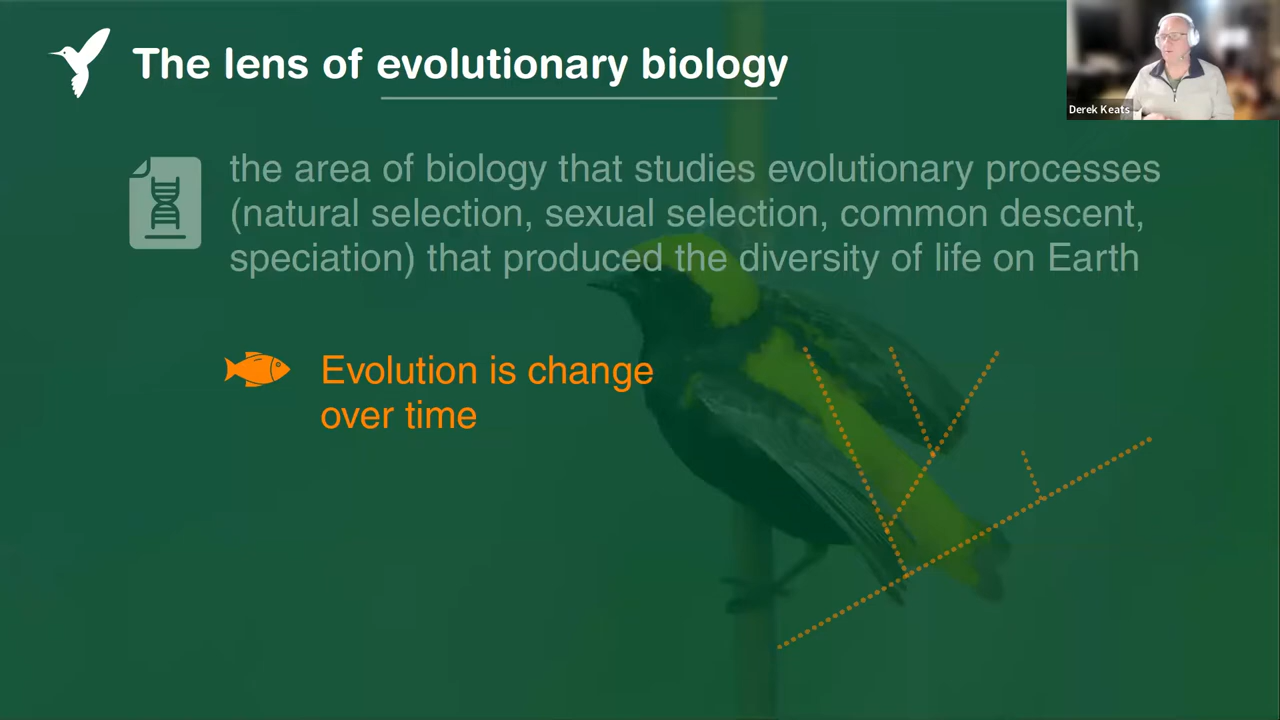 The lens of evolutionary biology
Derek Keats
the area of biology that studies evolutionary processes
(natural selection, sexual selection, common descent,
speciation) that produced the diversity of life on Earth
Evolution is change
over time